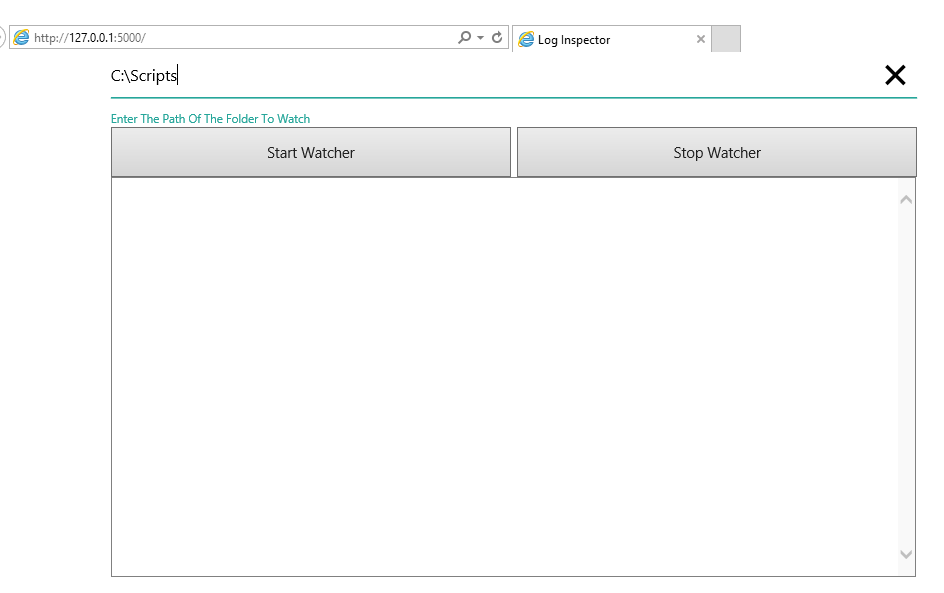 http://127.0.0.1:5000/
Log Inspector
C:\Scripts
Enter The Path Of The Folder To Watch
Start Watcher
Stop Watcher